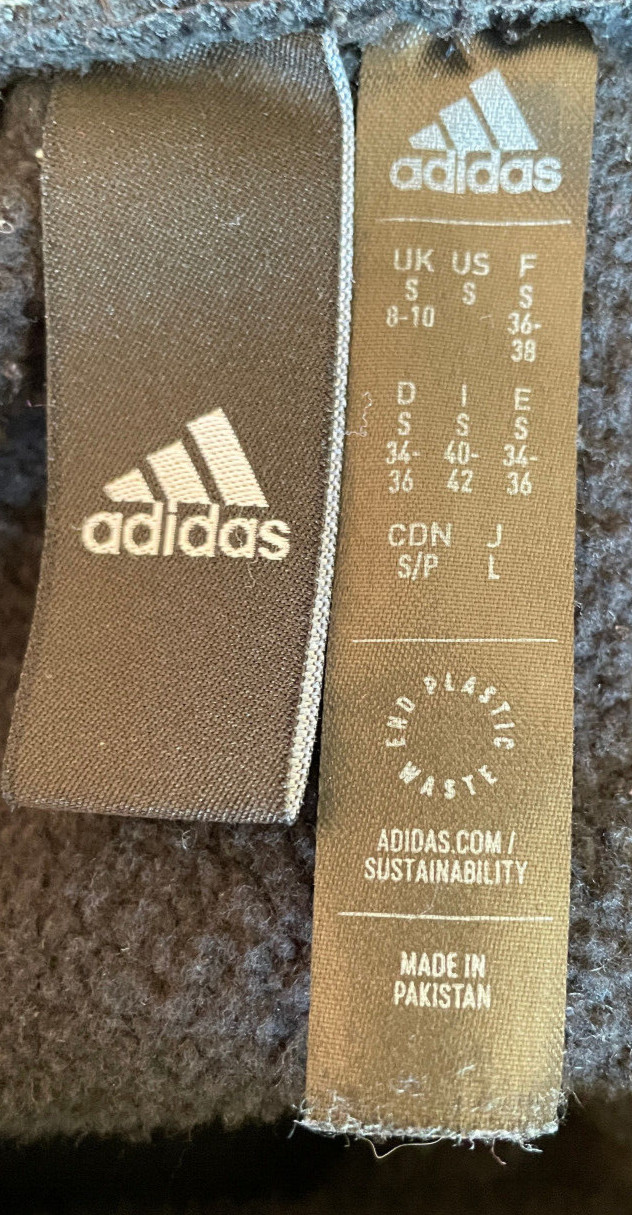 adidas
adidas
UK US F
S S S
8-10 36-
38
D I E
S S S
34- 40- 34-
36 42 36
CDN J
S/P L
END PLASTIC WASTE
ADIDAS.COM/
SUSTAINABILITY
MADE IN
PAKISTAN